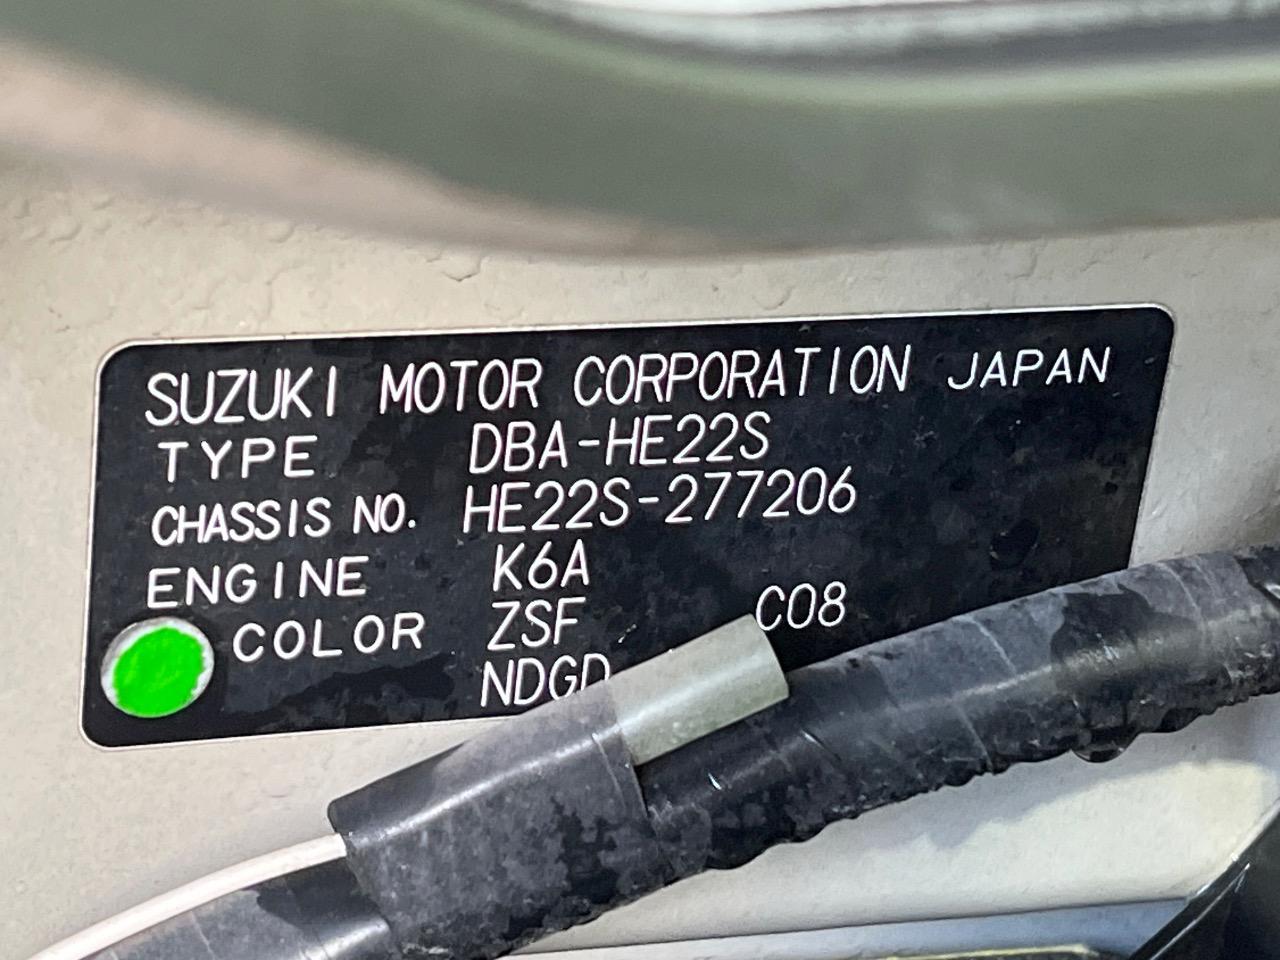 SUZUKI MOTOR CORPORATION JAPAN
TYPE DBA-HE22S
CHASSIS NO. HE22S-277206
ENGINE K6A
COLOR ZSF C08
NDGD